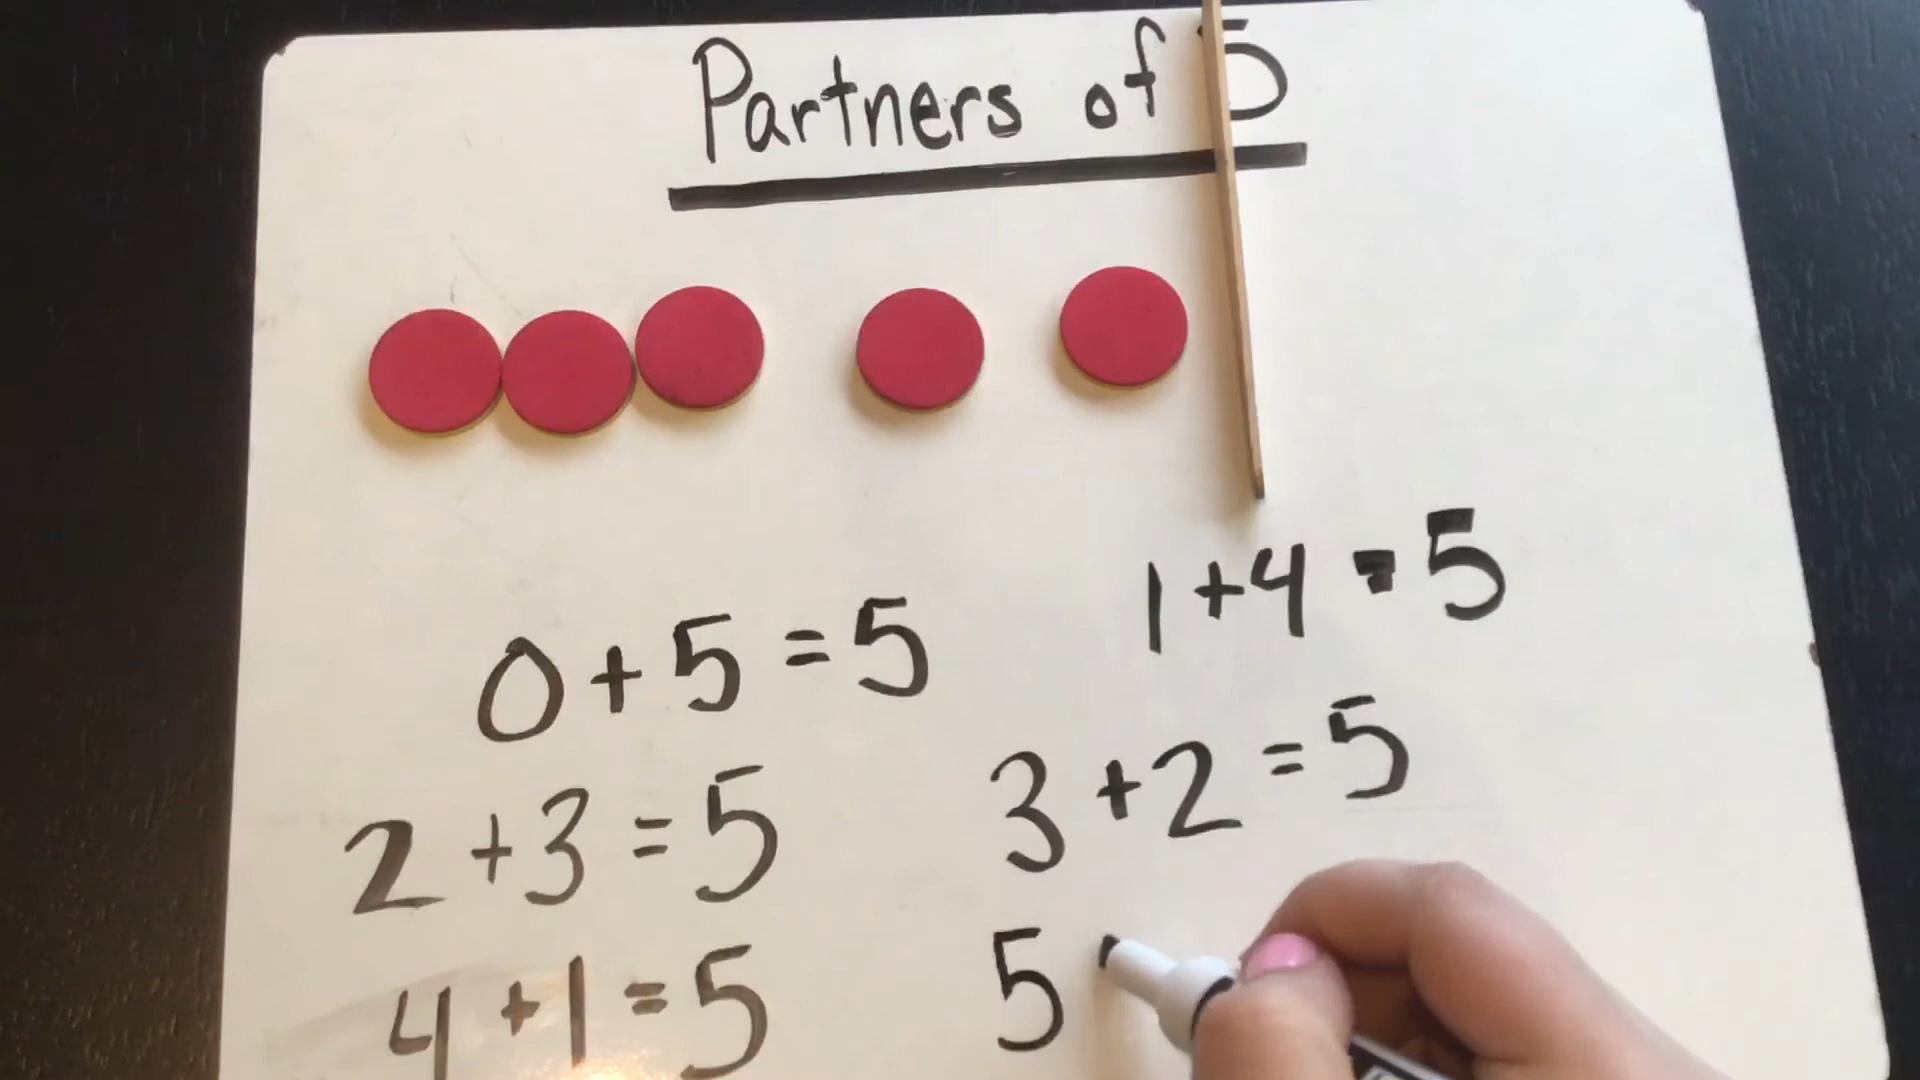 Partners of 5
0 + 5 = 5
1 + 4 = 5
2 + 3 = 5
3 + 2 = 5
4 + 1 = 5
5